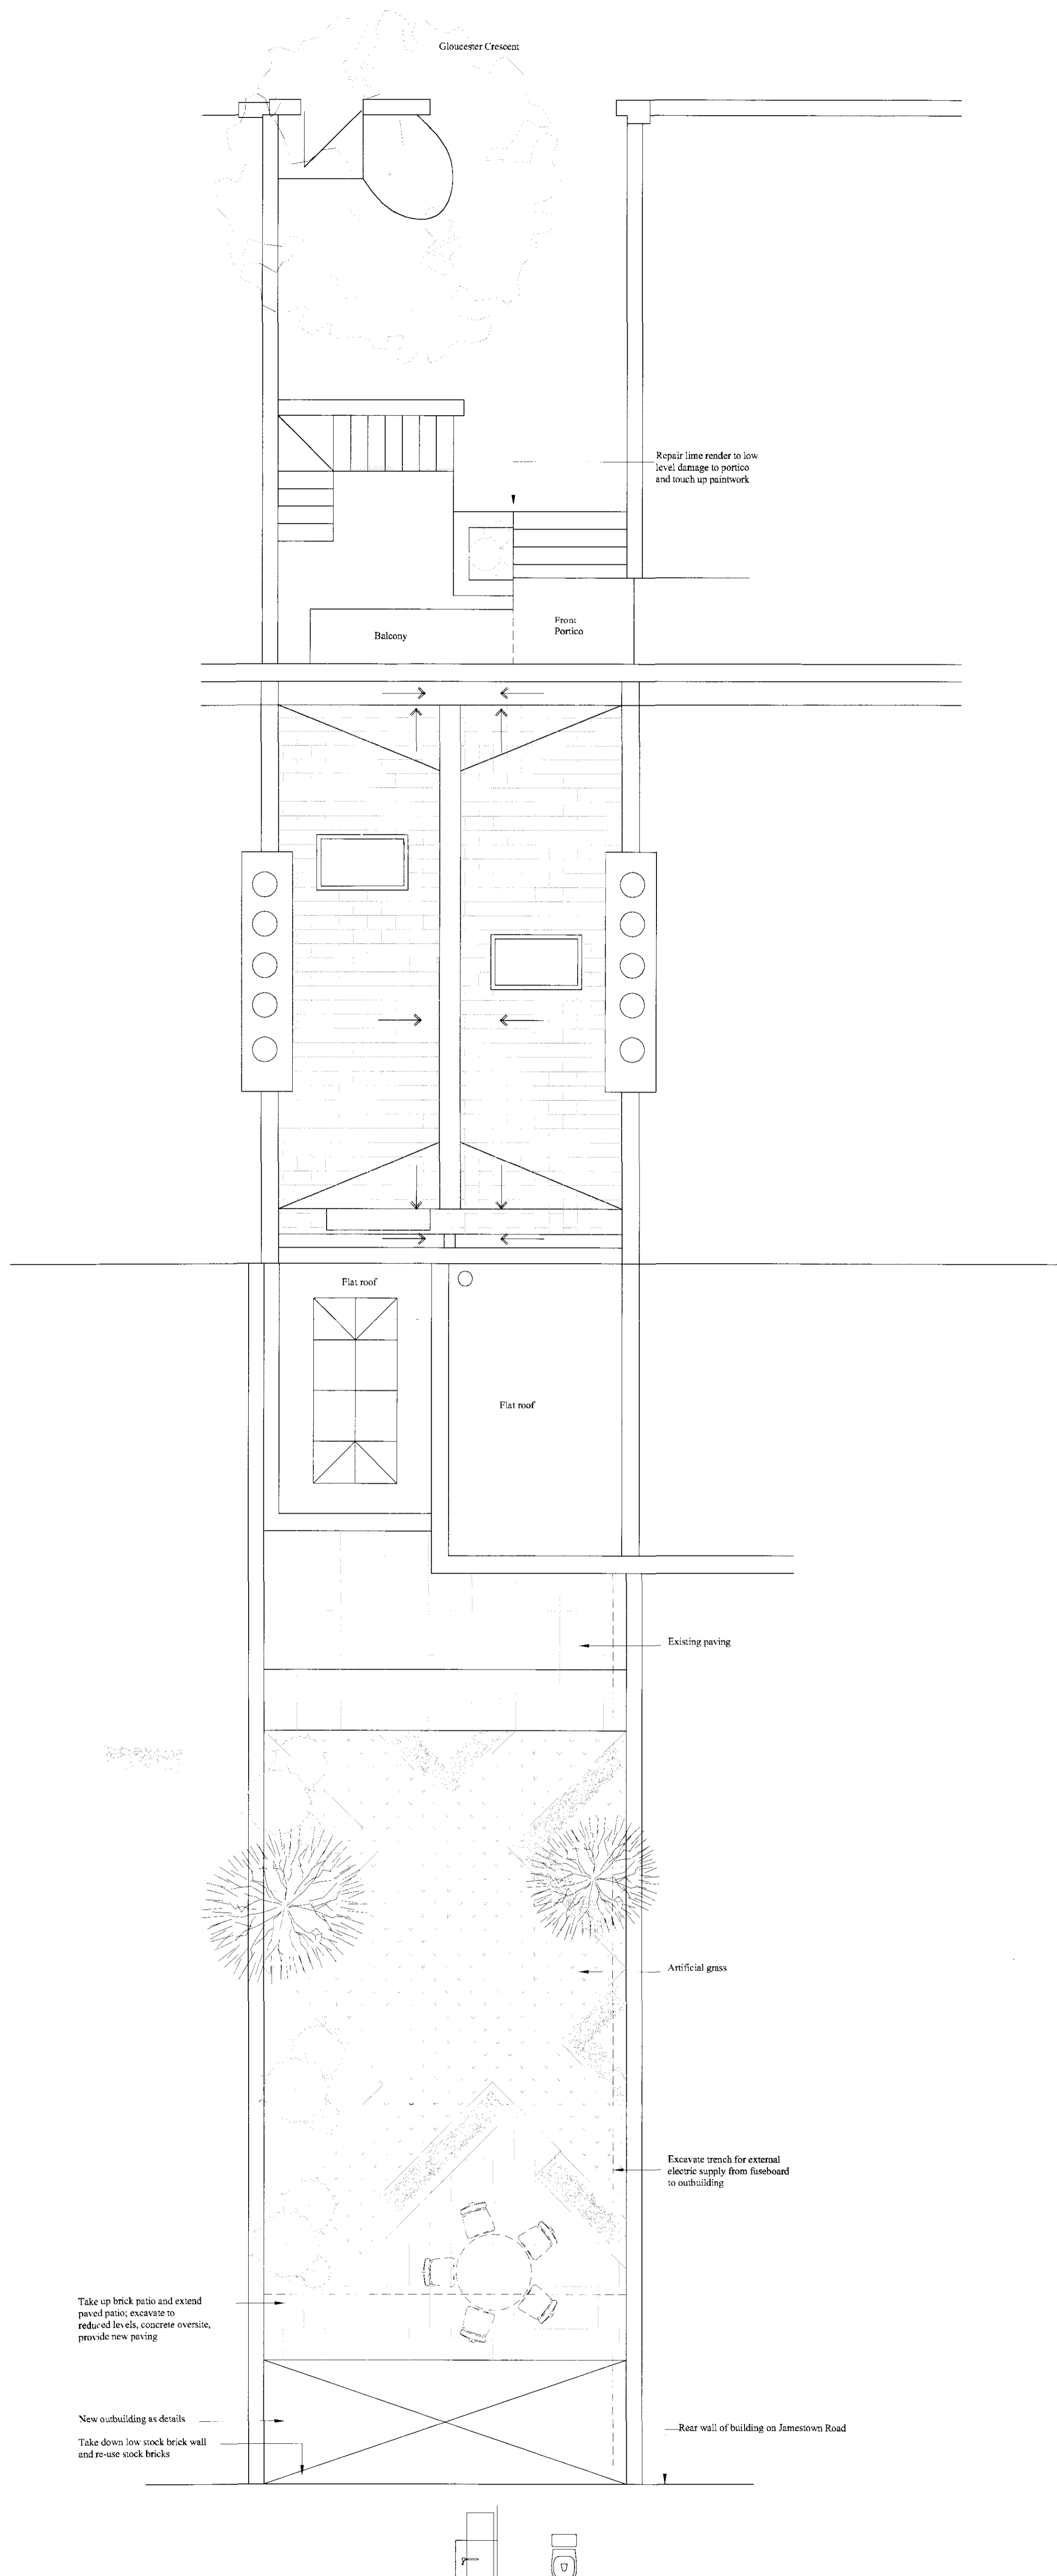 Gloucester Crescent
Repair lime render to low
level damage to portico
and touch up paintwork
Front
Portico
Balcony
Flat roof
Flat roof
Existing paving
Artificial grass
Excavate trench for external
electric supply from fuseboard
to outbuilding
Take up brick patio and extend
paved patio; excavate to
reduced levels, concrete oversite,
provide new paving
New outbuilding as details
Rear wall of building on Jamestown Road
Take down low stock brick wall
and re-use stock bricks